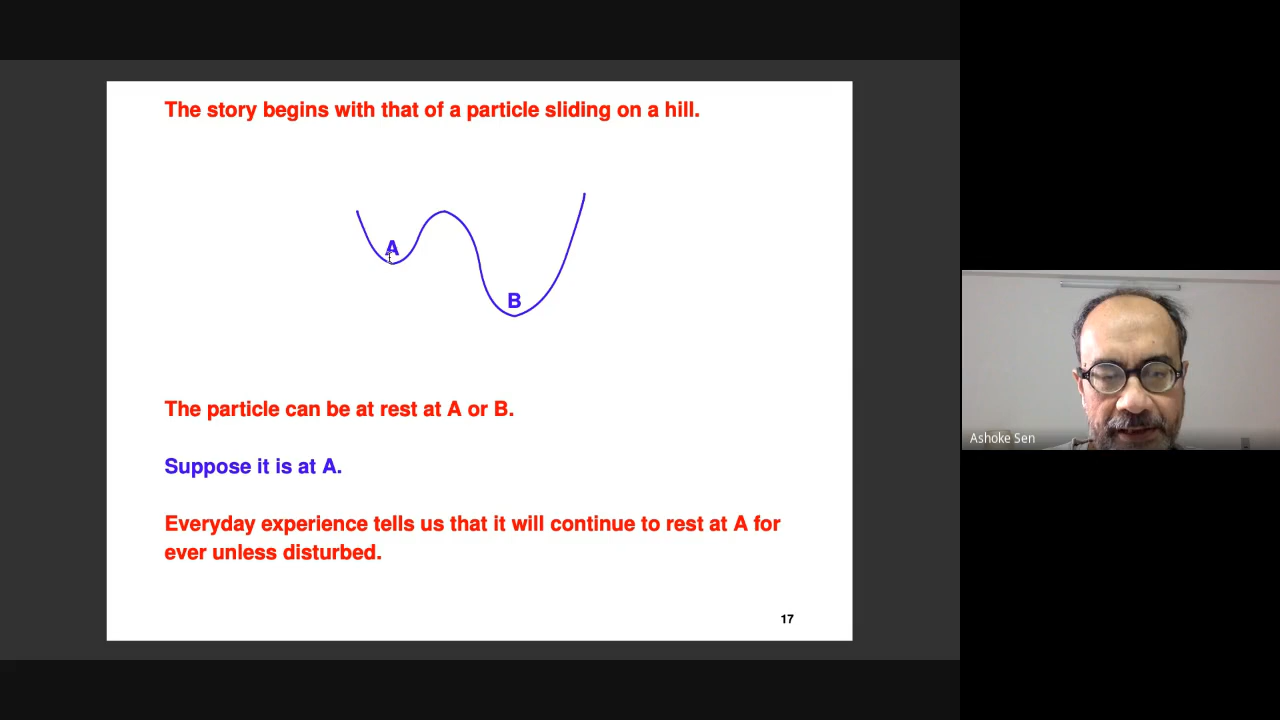 The story begins with that of a particle sliding on a hill.
A
B
The particle can be at rest at A or B.
Suppose it is at A.
Everyday experience tells us that it will continue to rest at A for
ever unless disturbed.
17
Ashoke Sen